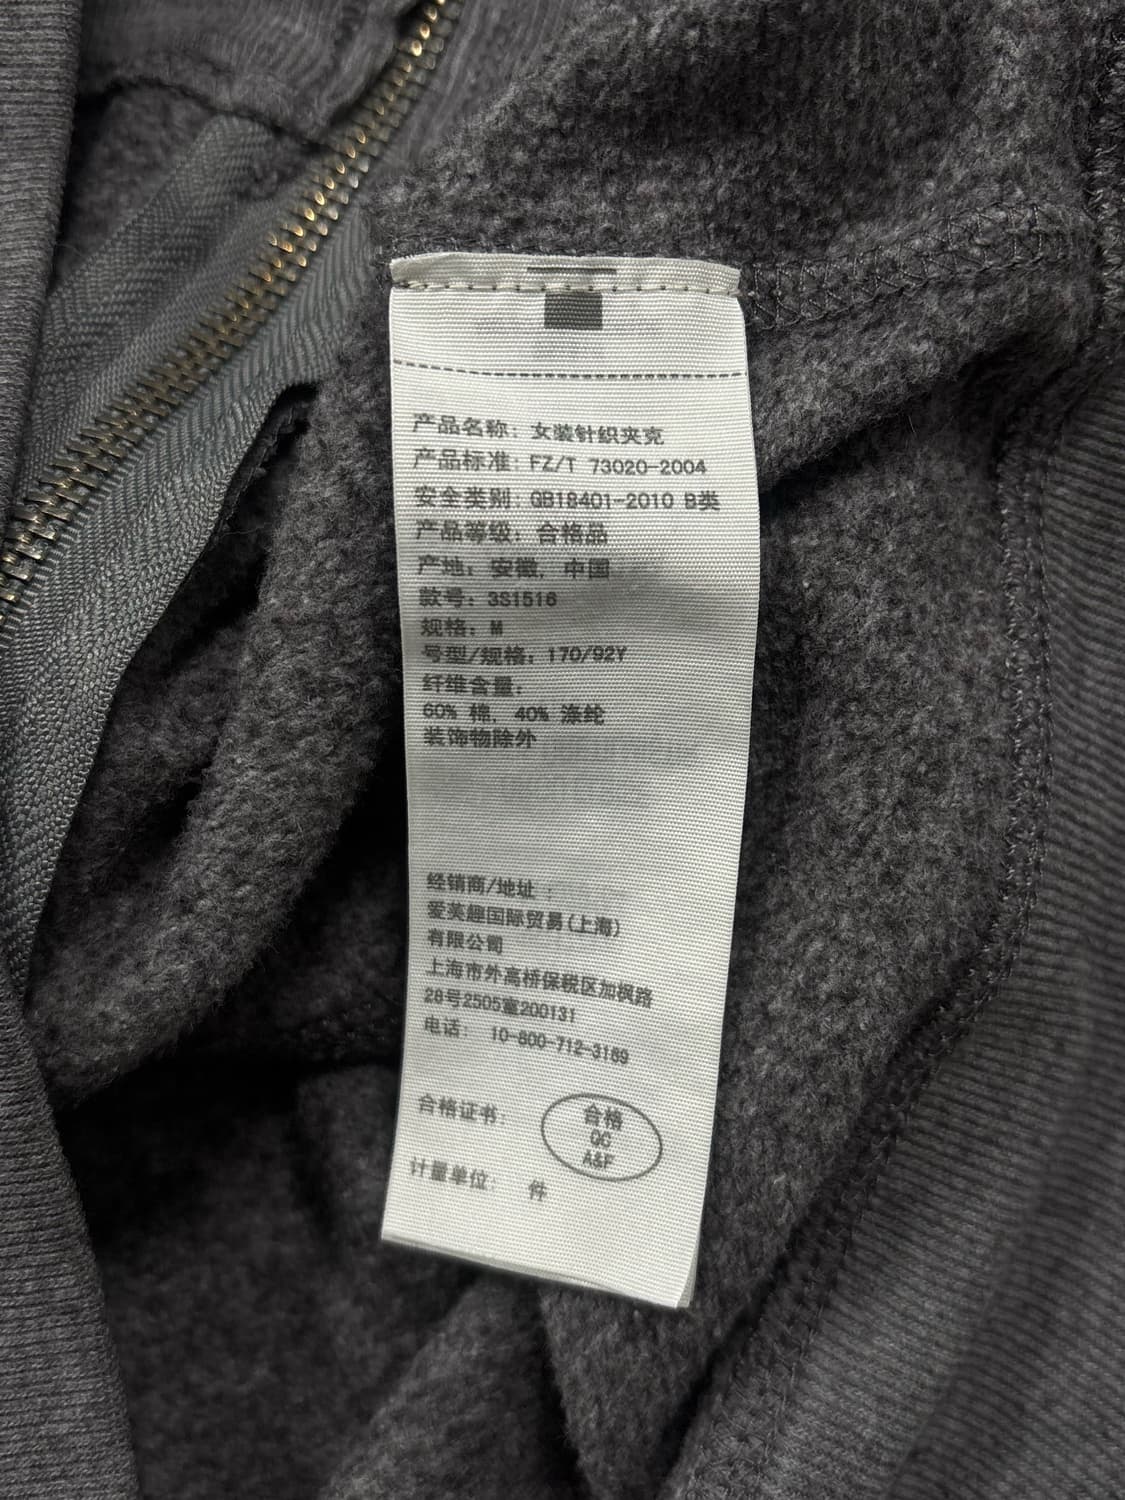 产品名称: 女装针织夹克
产品标准: FZ/T 73020-2004
安全类别: GB18401-2010 B类
产品等级: 合格品
产地: 安徽, 中国
款号: 3S1516
规格: M
号型/规格: 170/92Y
纤维含量:
60% 棉, 40% 涤纶
装饰物除外
经销商/地址 :
爱芙趣国际贸易(上海)
有限公司
上海市外高桥保税区加枫路
28号2505室200131
电话: 10-800-712-3169
合格证书:
合格
QC
A&F
计量单位: 件